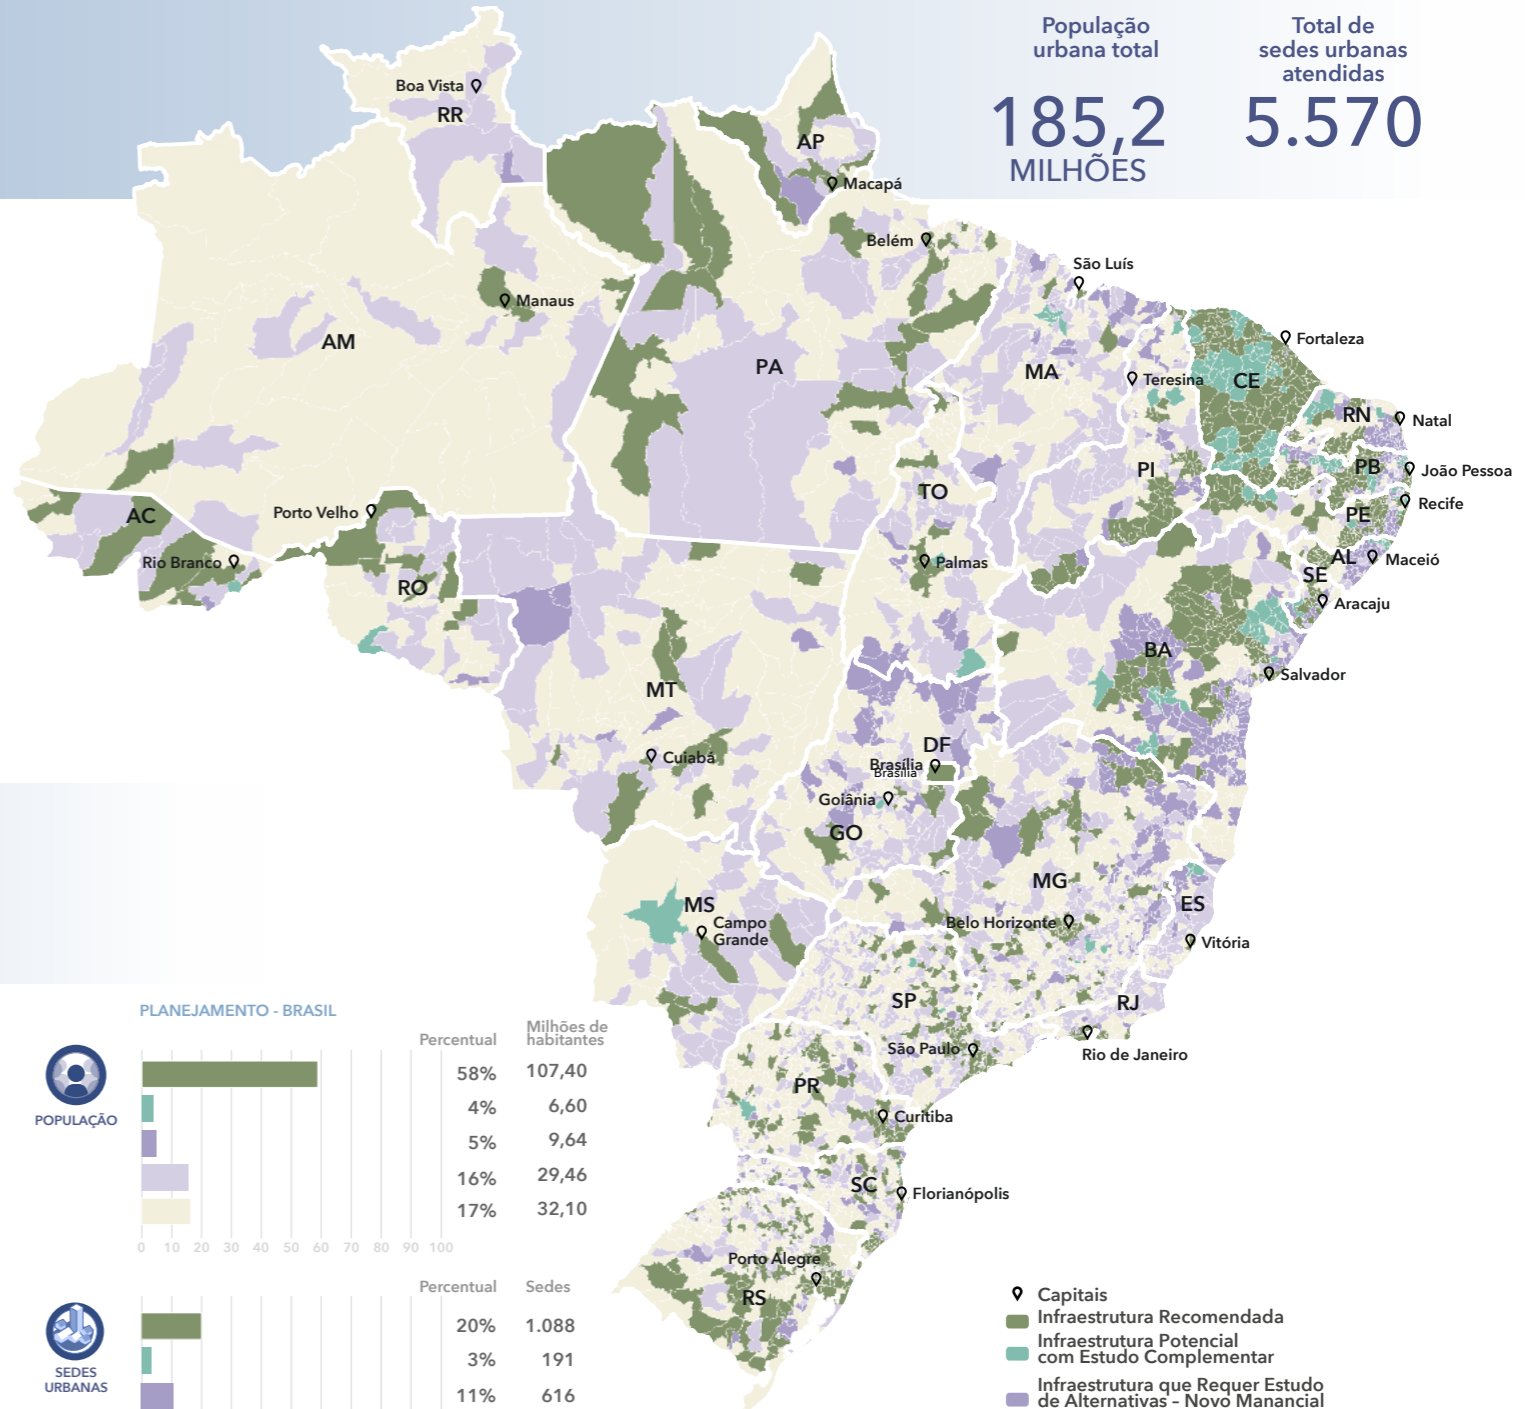 População
urbana total
185,2
MILHÕES
Total de
sedes urbanas
atendidas
5.570
Boa Vista
RR
AP
Macapá
Belém
São Luís
Manaus
AM
PA
MA
Teresina
Fortaleza
CE
RN
Natal
PI
PB
João Pessoa
TO
PE
Recife
AC
Porto Velho
Rio Branco
RO
Palmas
AL
Maceió
SE
Aracaju
BA
Salvador
MT
Cuiabá
DF
Brasília
Brasília
Goiânia
GO
MG
MS
Campo
Grande
Belo Horizonte
ES
Vitória
SP
RJ
São Paulo
Rio de Janeiro
PR
Curitiba
SC
Florianópolis
Porto Alegre
RS
PLANEJAMENTO - BRASIL
Percentual
Milhões de
habitantes
POPULAÇÃO
58% 107,40
4% 6,60
5% 9,64
16% 29,46
17% 32,10
0 10 20 30 40 50 60 70 80 90 100
Percentual Sedes
SEDES
URBANAS
20% 1.088
3% 191
11% 616
Capitais
Infraestrutura Recomendada
Infraestrutura Potencial
com Estudo Complementar
Infraestrutura que Requer Estudo
de Alternativas – Novo Manancial